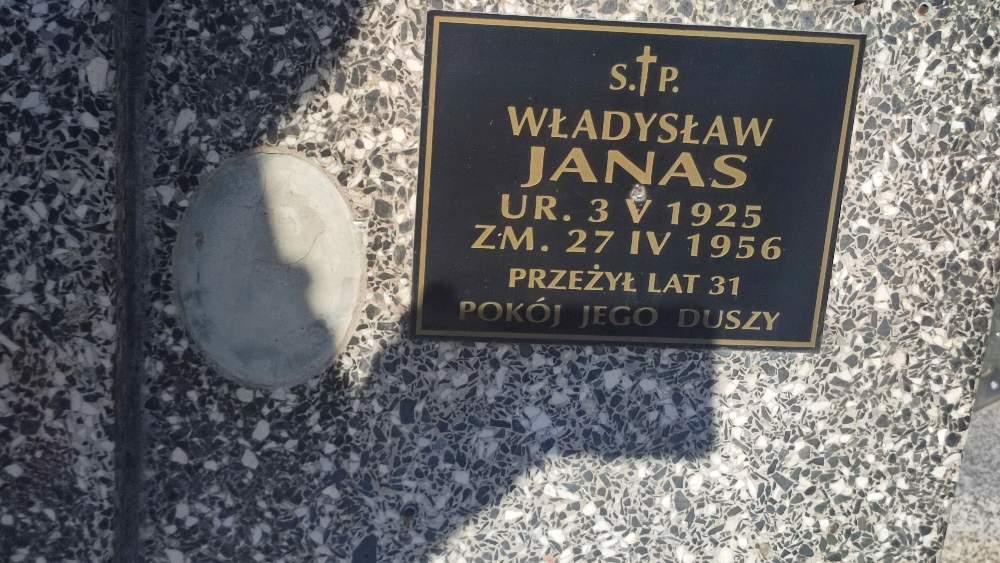 S.†P.
WŁADYSŁAW
JANAS
UR. 3 V 1925
ZM. 27 IV 1956
PRZEŻYŁ LAT 31
POKÓJ JEGO DUSZY